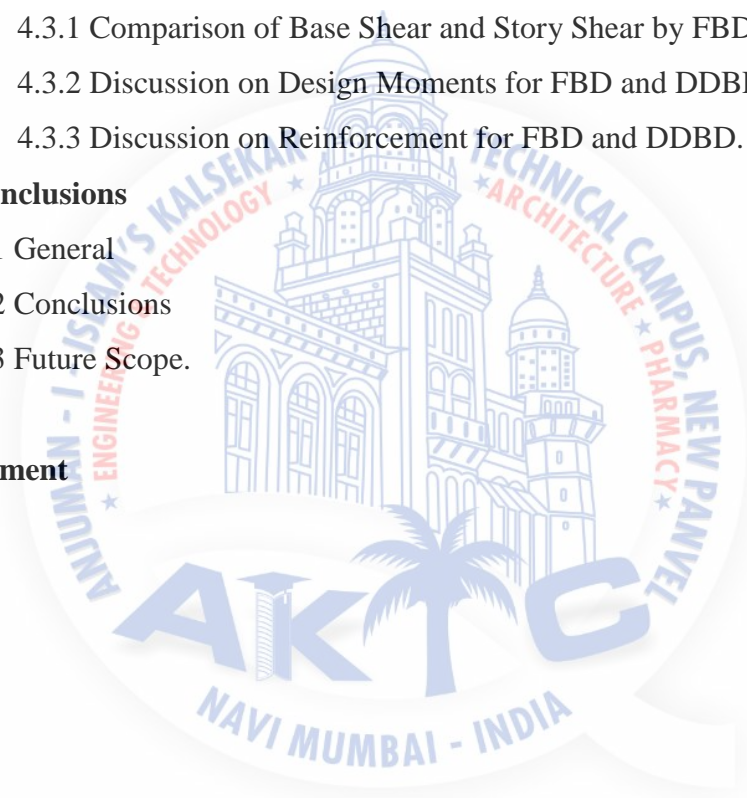 4.3.1 Comparison of Base Shear and Story Shear by FBD
4.3.2 Discussion on Design Moments for FBD and DDB
4.3.3 Discussion on Reinforcement for FBD and DDBD.
nclusions
General
2 Conclusions
3 Future Scope.
ment
ANJUMAN - I - ISLAM'S KALSEKAR TECHNICAL CAMPUS, NEW PANVEL
★ ENGINEERING & TECHNOLOGY ★ ★ ARCHITECTURE ★ PHARMACY ★
AKTC
NAVI MUMBAI - INDIA